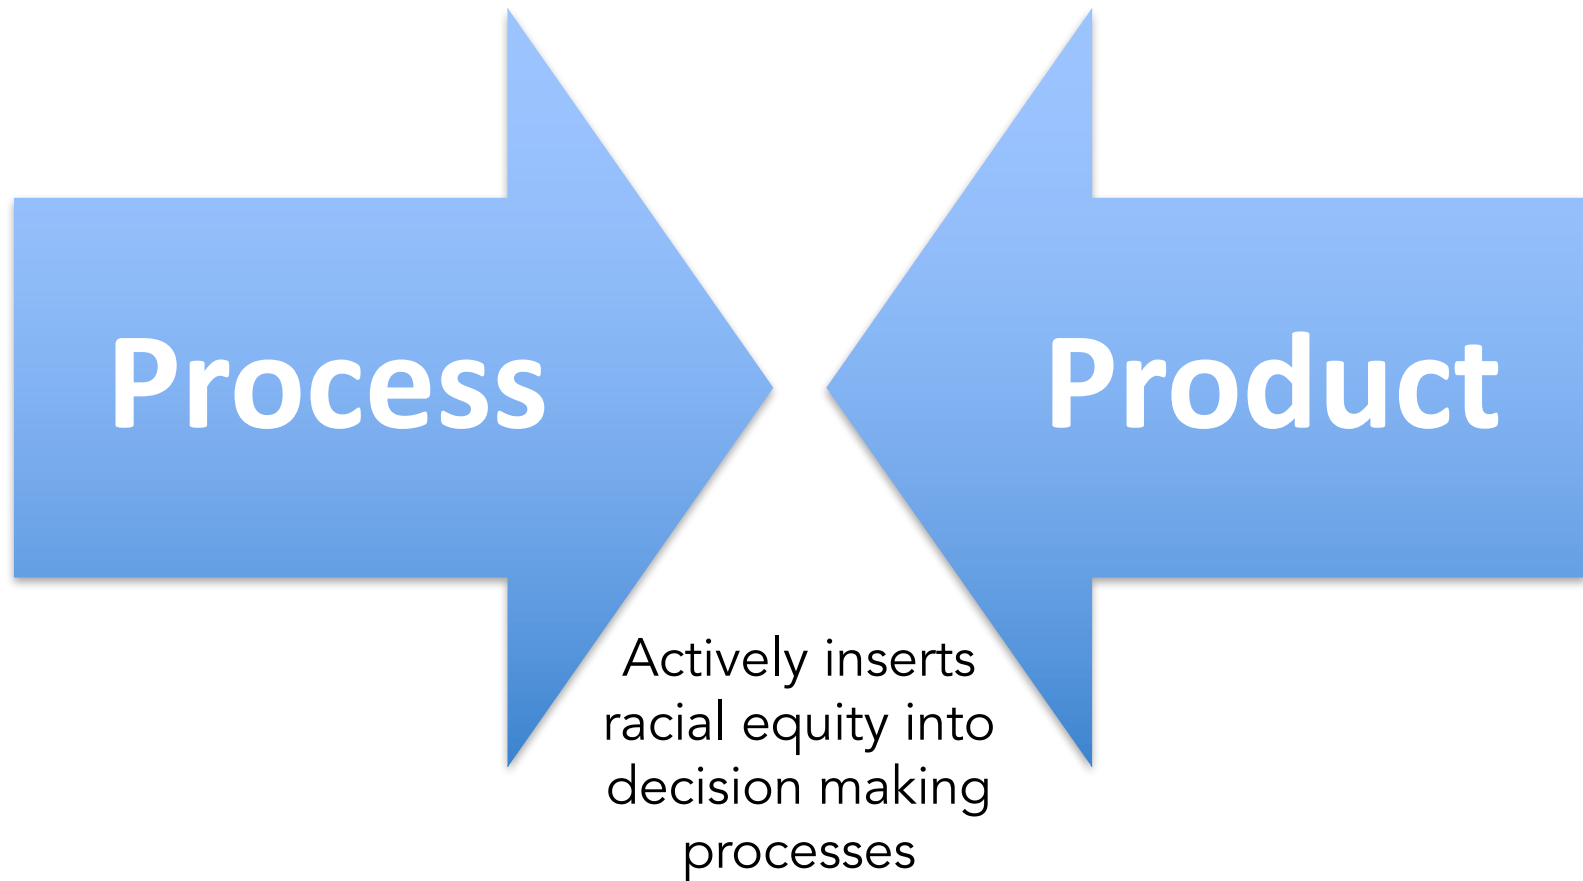 Process
Product
Actively inserts
racial equity into
decision making
processes